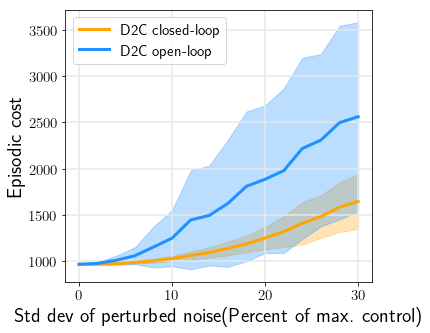 D2C closed-loop
D2C open-loop
Episodic cost
3500
3000
2500
2000
1500
1000
0
10
20
30
Std dev of perturbed noise(Percent of max. control)